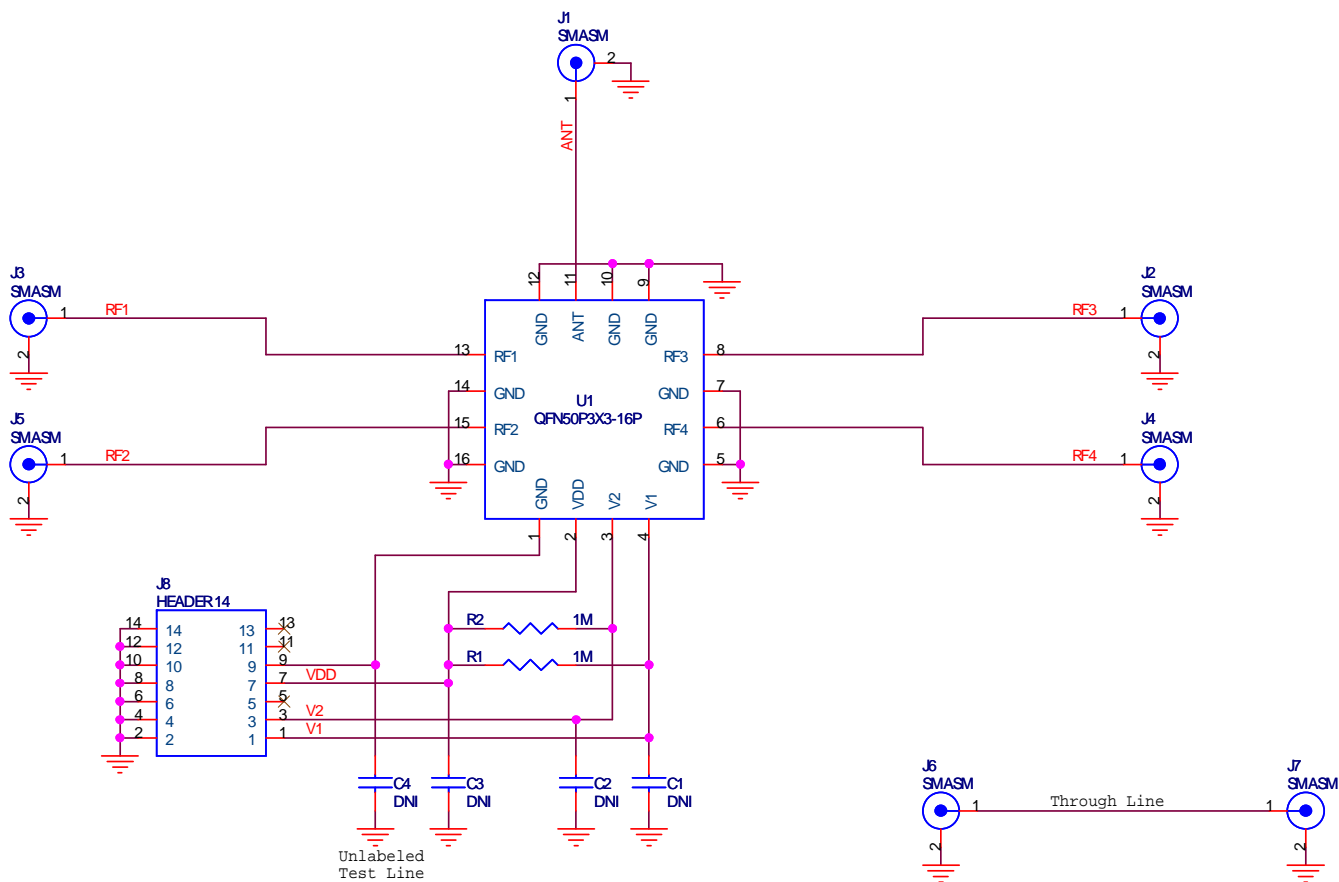 J1
SMASM
2
1
ANT
J3
SMASM
1
RF1
2
J5
SMASM
1
RF2
2
J2
SMASM
1
RF3
2
J4
SMASM
1
RF4
2
12
11
10
9
GND
ANT
GND
GND
13
RF1
14
GND
15
RF2
16
GND
U1
QFN50P3X3-16P
RF3
8
GND
7
RF4
6
GND
5
GND
VDD
V2
V1
1
2
3
4
J8
HEADER 14
14
14
13
13
12
12
11
11
10
10
9
9
8
8
7
7
VDD
6
6
5
5
4
4
3
3
V2
2
2
1
1
V1
R2
1M
R1
1M
C4
DNI
C3
DNI
C2
DNI
C1
DNI
Unlabeled
Test Line
J6
SMASM
1
2
Through Line
J7
SMASM
1
2